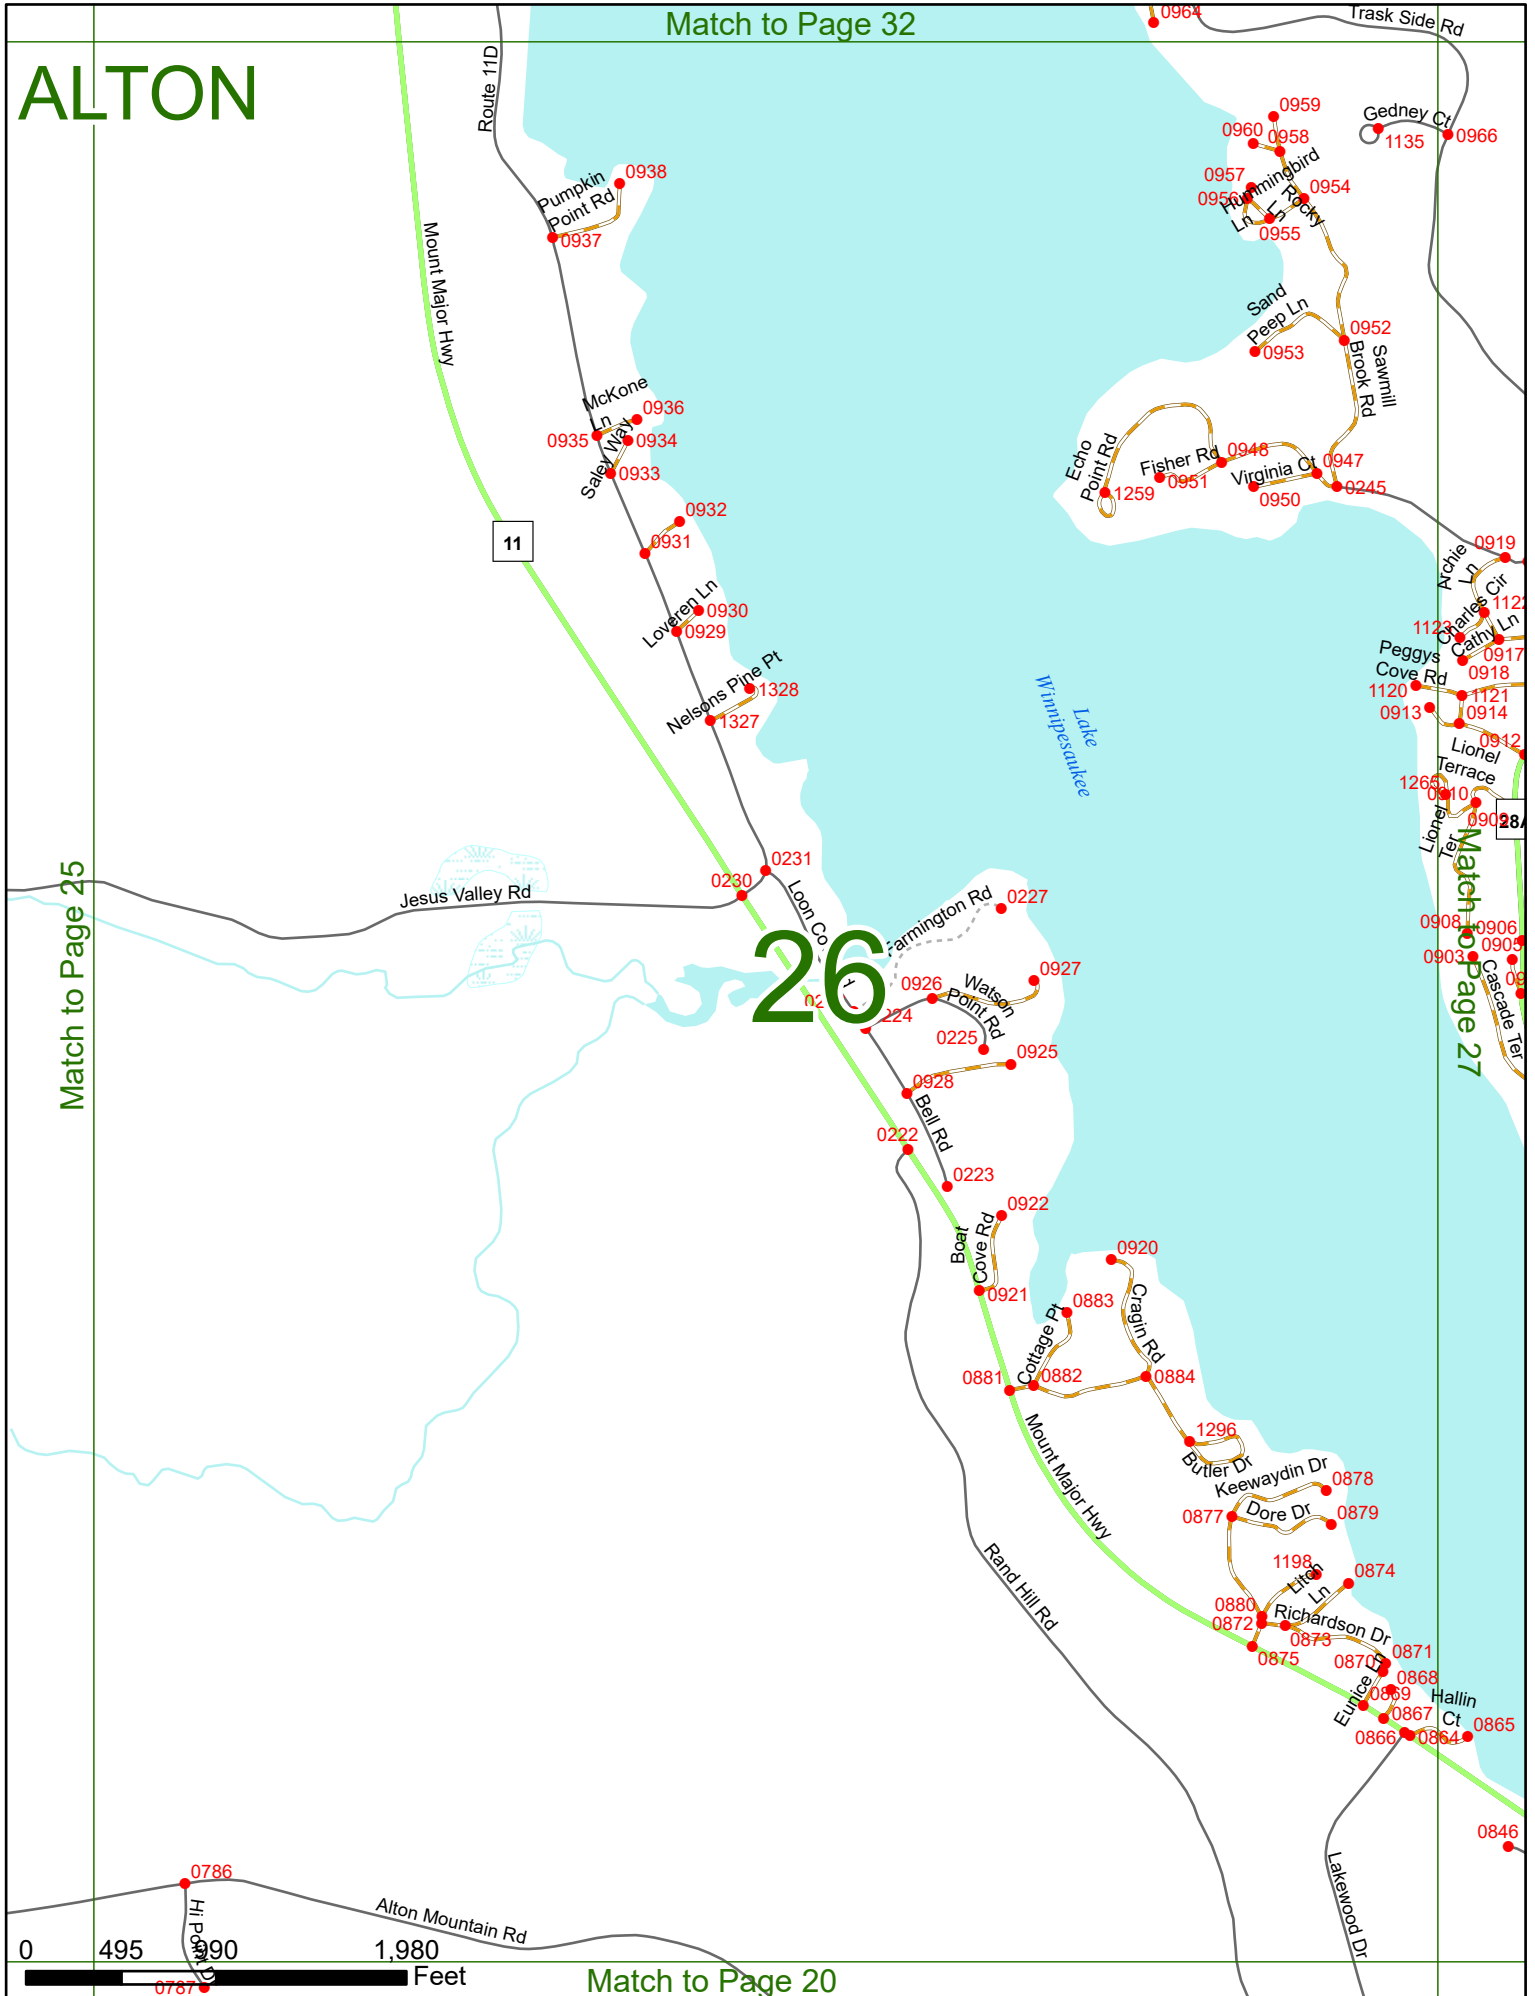 Match to Page 32
ALTON
0964
Trask Side Rd
Route 11D
0959
0960
0958
Gedney Ct
1135
0966
Pumpkin
Point Rd
0938
0937
0957
0956
Hummingbird
Ln
Rocky
Ln
0954
0955
Mount Major Hwy
Sand
Peep Ln
0953
0952
Sawmill
Brook Rd
McKone
Ln
0936
0935
0934
Saley Way
0933
Echo
Point Rd
Fisher Rd
0948
0947
Virginia Ct
1259
0951
0950
0245
0932
0931
11
0919
Archie
Ln
Charles Cir
1123
Cathy Ln
0917
0918
Loveren Ln
0930
0929
Peggys
Cove Rd
1120
1121
0913
0914
0912
Nelsons Pine Pt
1328
1327
Lake
Winnipesaukee
Lionel
Terrace
1265
0910
0909
28A
Lionel
Ter
0231
0230
Jesus Valley Rd
Match to Page 25
Match to Page 27
0227
Farmington Rd
26
0926
Watson
Point Rd
0927
0908
0906
0905
0903
Cascade Ter
0225
0925
0928
Bell Rd
0222
0223
0922
Boat
Cove Rd
0921
0920
Cragin Rd
0883
Cottage Pt
0881
0882
0884
Mount Major Hwy
1296
Butler Dr
Keewaydin Dr
0878
0877
Dore Dr
0879
Rand Hill Rd
1198
Litch
Ln
0874
0880
0872
Richardson Dr
0873
0875
0871
0870
Eunice Ln
0868
0869
0867
Hallin
Ct
0866
0864
0865
0846
Lakewood Dr
0786
Hi Point D
Alton Mountain Rd
0 495 990 1,980
Feet
0787
Match to Page 20